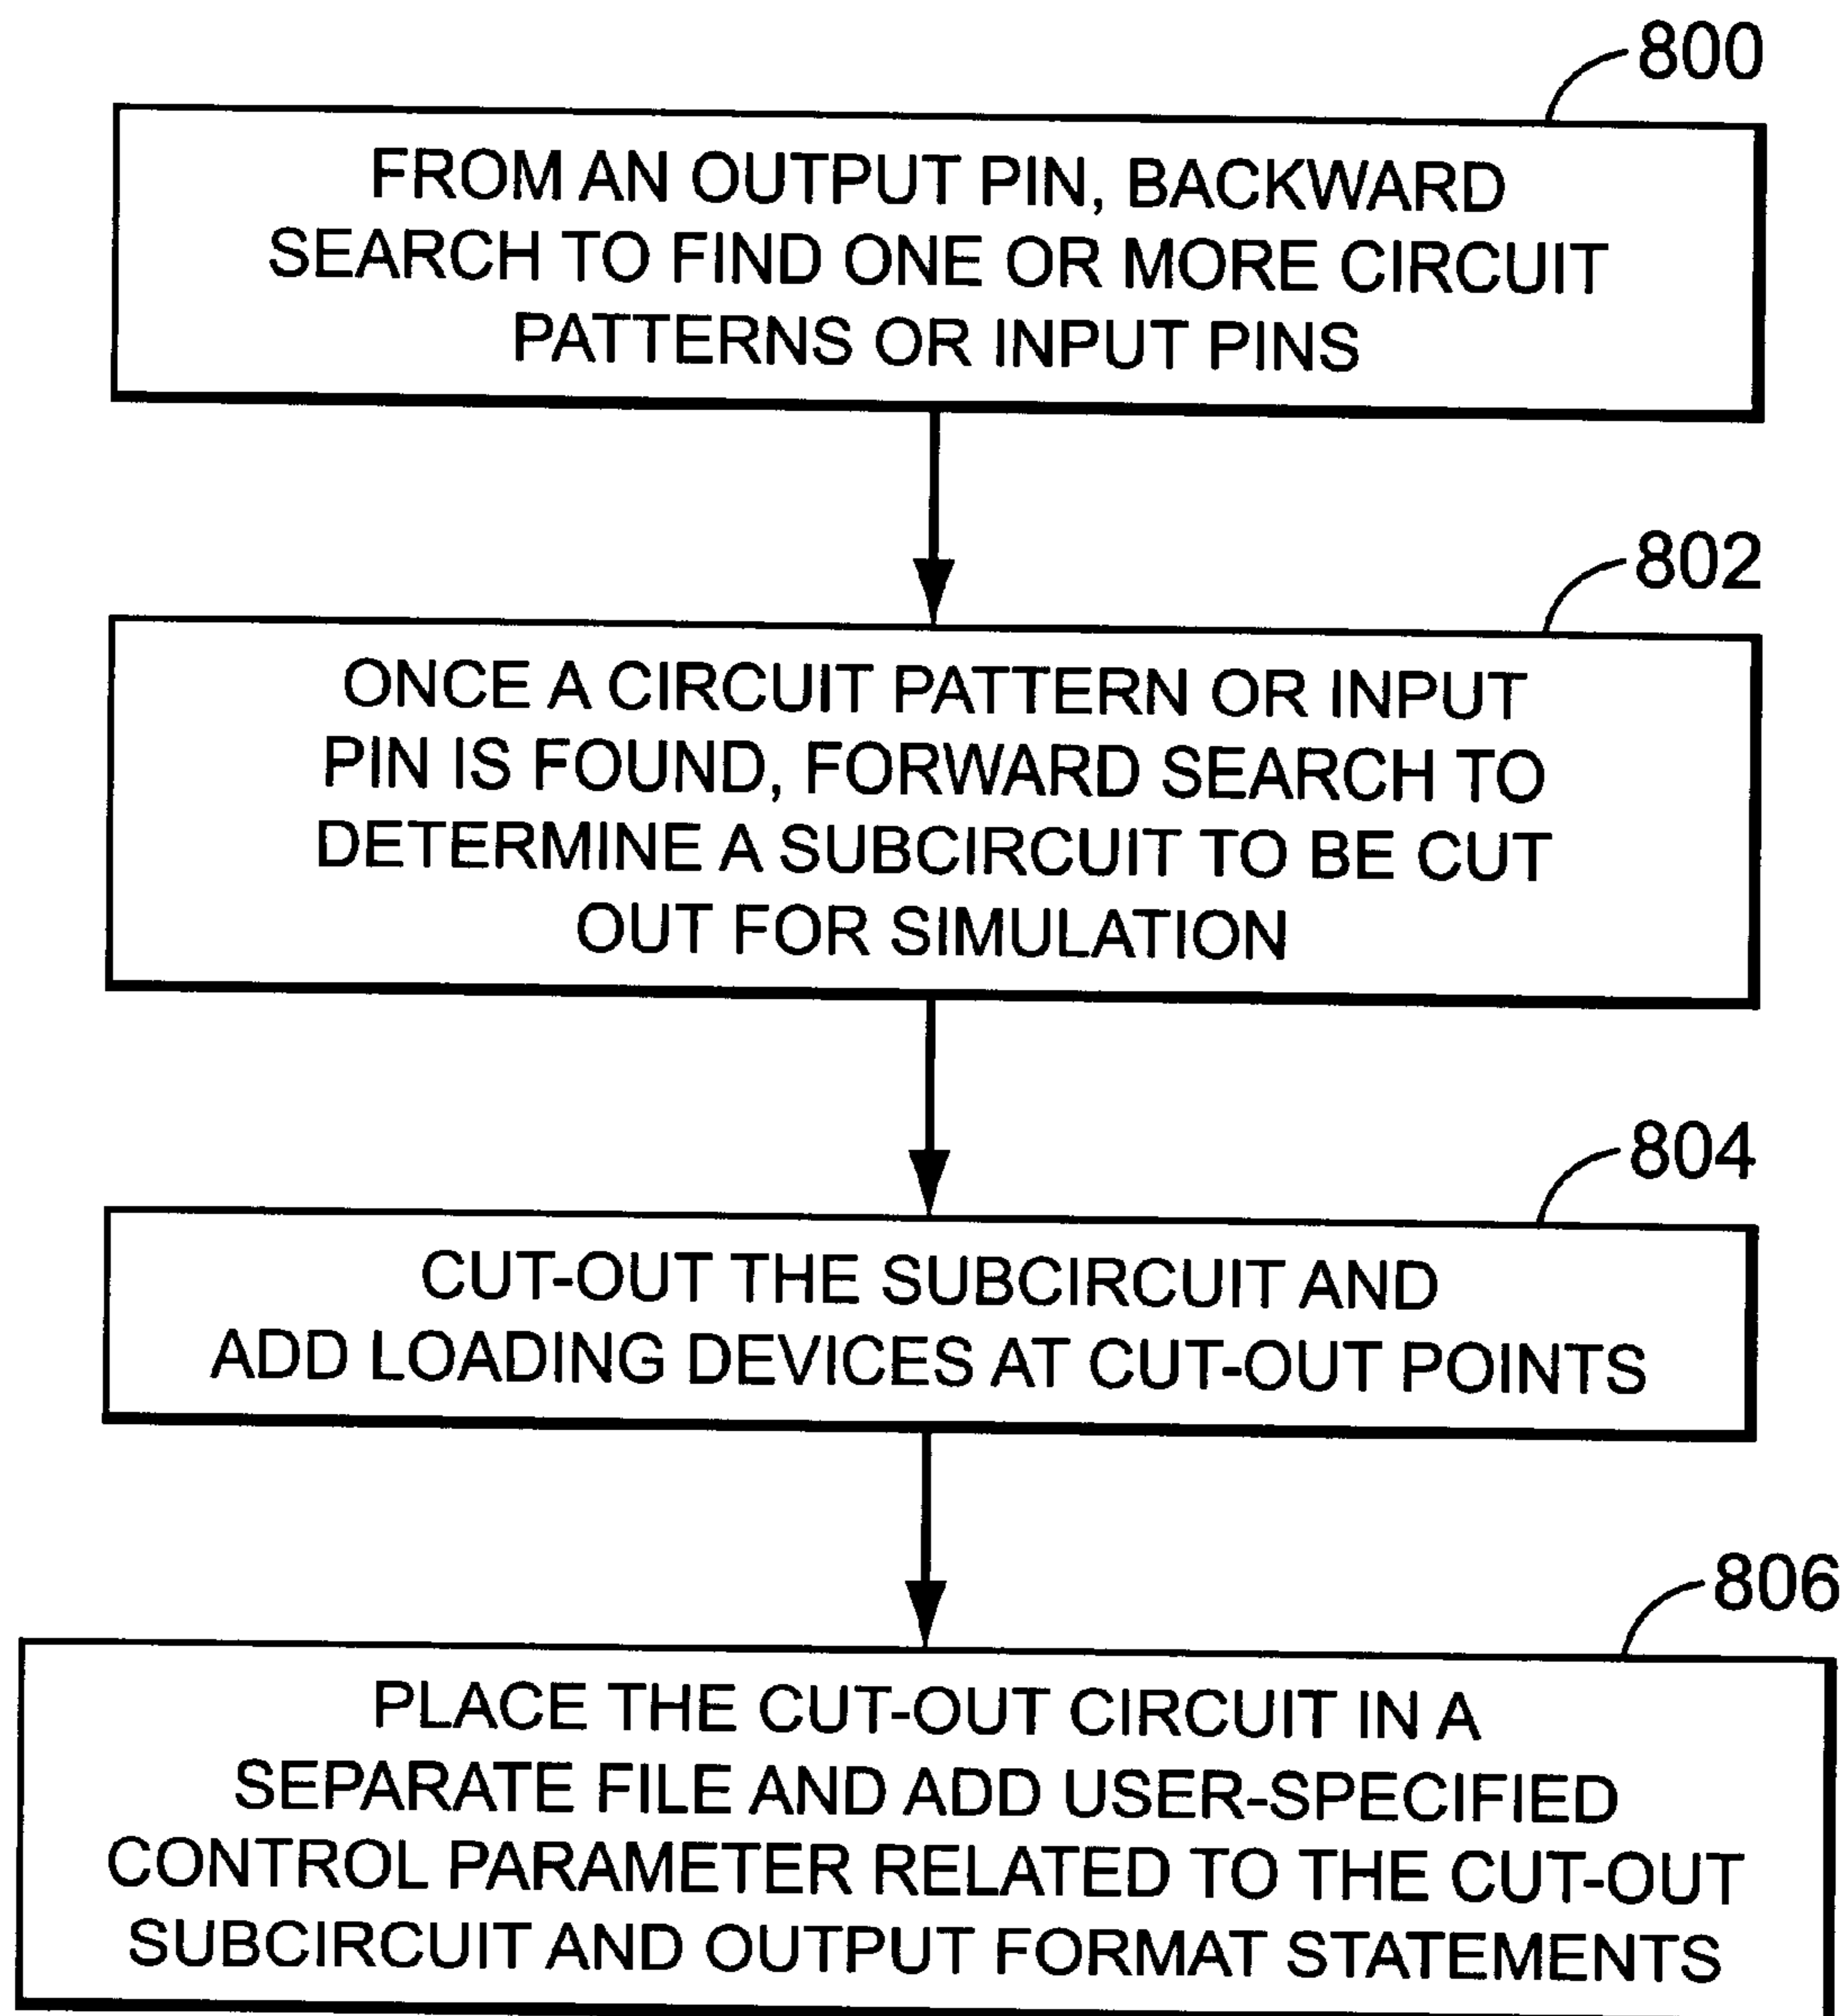 800
FROM AN OUTPUT PIN, BACKWARD
SEARCH TO FIND ONE OR MORE CIRCUIT
PATTERNS OR INPUT PINS
802
ONCE A CIRCUIT PATTERN OR INPUT
PIN IS FOUND, FORWARD SEARCH TO
DETERMINE A SUBCIRCUIT TO BE CUT
OUT FOR SIMULATION
804
CUT-OUT THE SUBCIRCUIT AND
ADD LOADING DEVICES AT CUT-OUT POINTS
806
PLACE THE CUT-OUT CIRCUIT IN A
SEPARATE FILE AND ADD USER-SPECIFIED
CONTROL PARAMETER RELATED TO THE CUT-OUT
SUBCIRCUIT AND OUTPUT FORMAT STATEMENTS